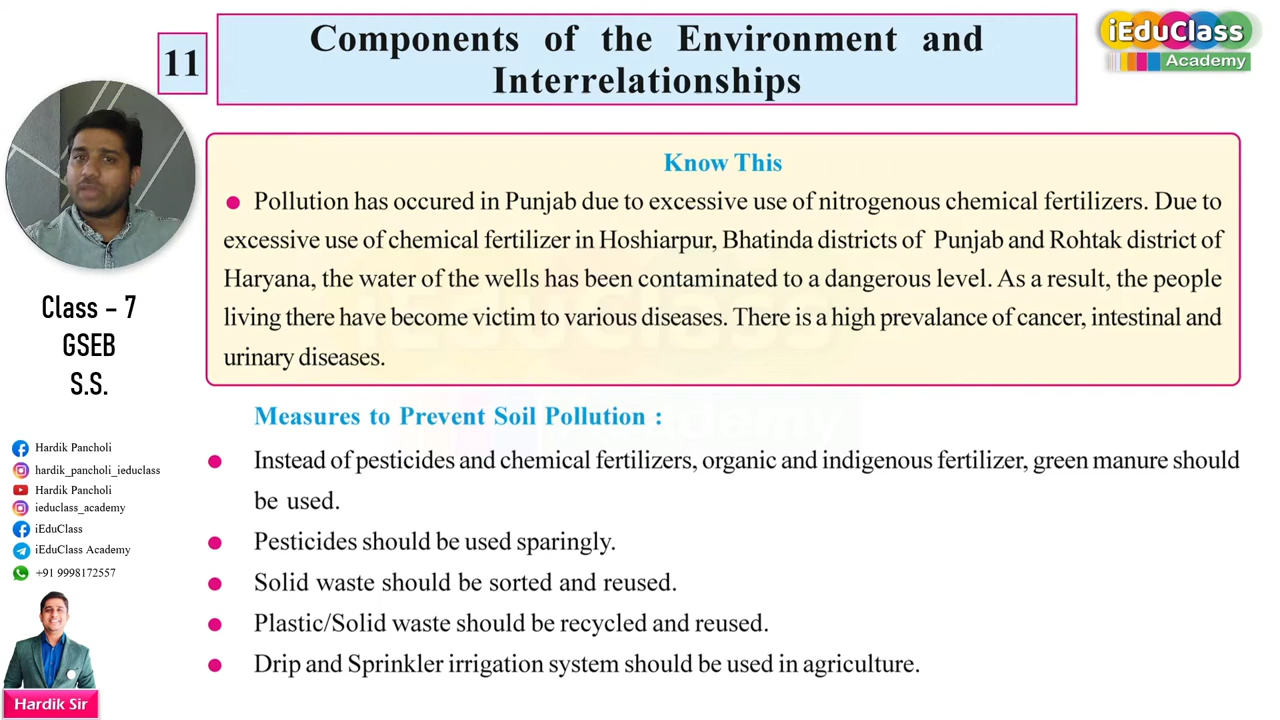 11
Components of the Environment and
Interrelationships
iEduClass
Academy
Know This
Pollution has occured in Punjab due to excessive use of nitrogenous chemical fertilizers. Due to
excessive use of chemical fertilizer in Hoshiarpur, Bhatinda districts of Punjab and Rohtak district of
Haryana, the water of the wells has been contaminated to a dangerous level. As a result, the people
living there have become victim to various diseases. There is a high prevalance of cancer, intestinal and
urinary diseases.
Class – 7
GSEB
S.S.
Measures to Prevent Soil Pollution :
Instead of pesticides and chemical fertilizers, organic and indigenous fertilizer, green manure should
be used.
Pesticides should be used sparingly.
Solid waste should be sorted and reused.
Plastic/Solid waste should be recycled and reused.
Drip and Sprinkler irrigation system should be used in agriculture.
Hardik Pancholi
hardik_pancholi_ieduclass
Hardik Pancholi
ieduclass_academy
iEduClass
iEduClass Academy
+91 9998172557
Hardik Sir
iEduClass
Academy